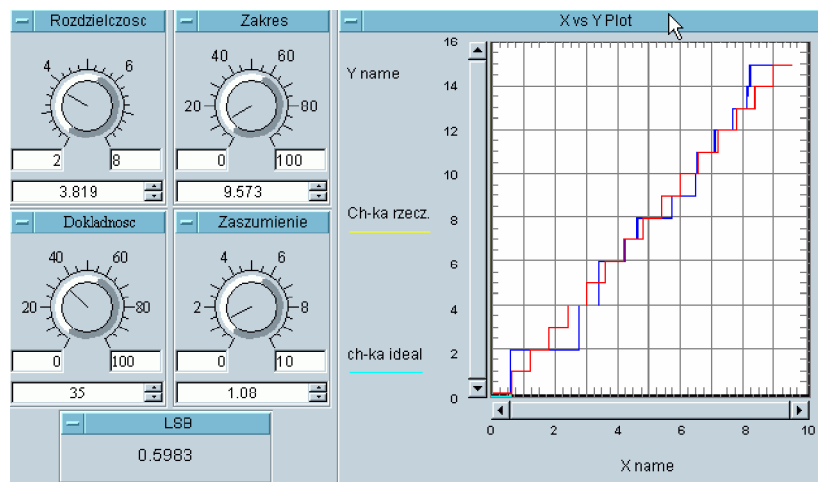 Rozdzielczosc
4 6
2 8
3.819
Zakres
40 60
20 80
0 100
9.573
Dokladnosc
40 60
20 80
0 100
35
Zaszumienie
4 6
2 8
0 10
1.08
LSB
0.5983
X vs Y Plot
Y name
Ch-ka rzecz.
ch-ka ideal
16
14
12
10
8
6
4
2
0
0 2 4 6 8 10
X name